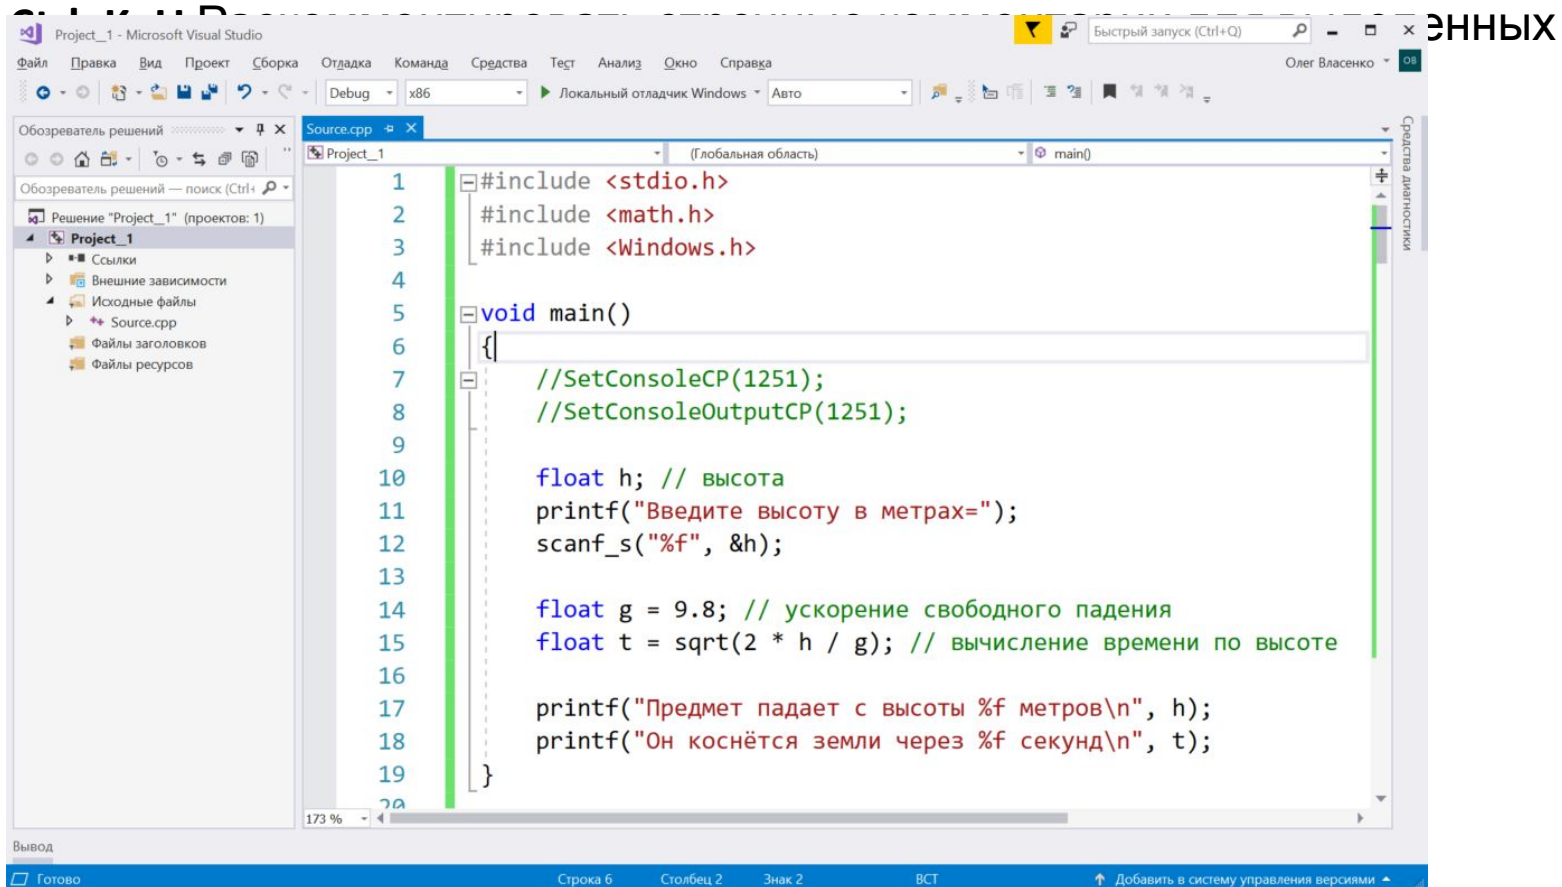 Project__1 - Microsoft Visual Studio
Быстрый запуск (Ctrl+Q)
Файл Правка Вид Проект Сборка Отладка Команда Средства Тест Анализ Окно Справка
Олег Власенко
ОВ
Debug x86 Локальный отладчик Windows Авто
Обозреватель решений
Source.cpp
Project__1 (Глобальная область) main()
Обозреватель решений — поиск (Ctrl+
Решение "Project__1" (проектов: 1)
Project__1
Ссылки
Внешние зависимости
Исходные файлы
Source.cpp
Файлы заголовков
Файлы ресурсов
1 #include <stdio.h>
2 #include <math.h>
3 #include <Windows.h>
4
5 void main()
6 {
7 //SetConsoleCP(1251);
8 //SetConsoleOutputCP(1251);
9
10 float h; // высота
11 printf("Введите высоту в метрах=");
12 scanf_s("%f", &h);
13
14 float g = 9.8; // ускорение свободного падения
15 float t = sqrt(2 * h / g); // вычисление времени по высоте
16
17 printf("Предмет падает с высоты %f метров\n", h);
18 printf("Он коснётся земли через %f секунд\n", t);
19 }
20
Средства диагностики
173 %
Вывод
Готово Строка 6 Столбец 2 Знак 2 ВСТ Добавить в систему управления версиями